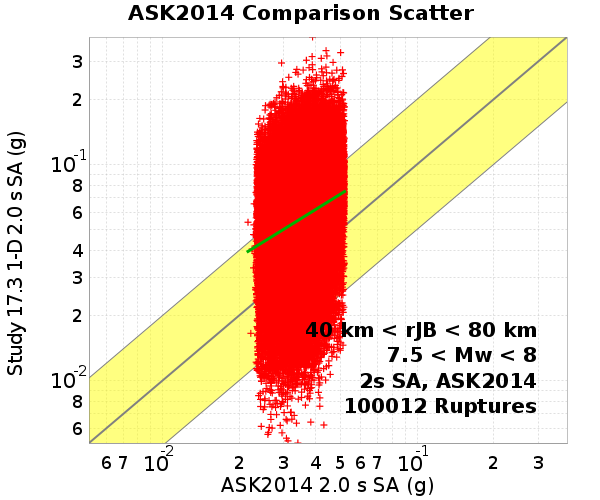 ASK2014 Comparison Scatter
Study 17.3 1-D 2.0 s SA (g)
3
2
10-1
8
6
4
3
2
10-2
8
6
40 km < rJB < 80 km
7.5 < Mw < 8
2s SA, ASK2014
100012 Ruptures
6 7 10-2 2 3 4 5 6 7 10-1 2 3
ASK2014 2.0 s SA (g)